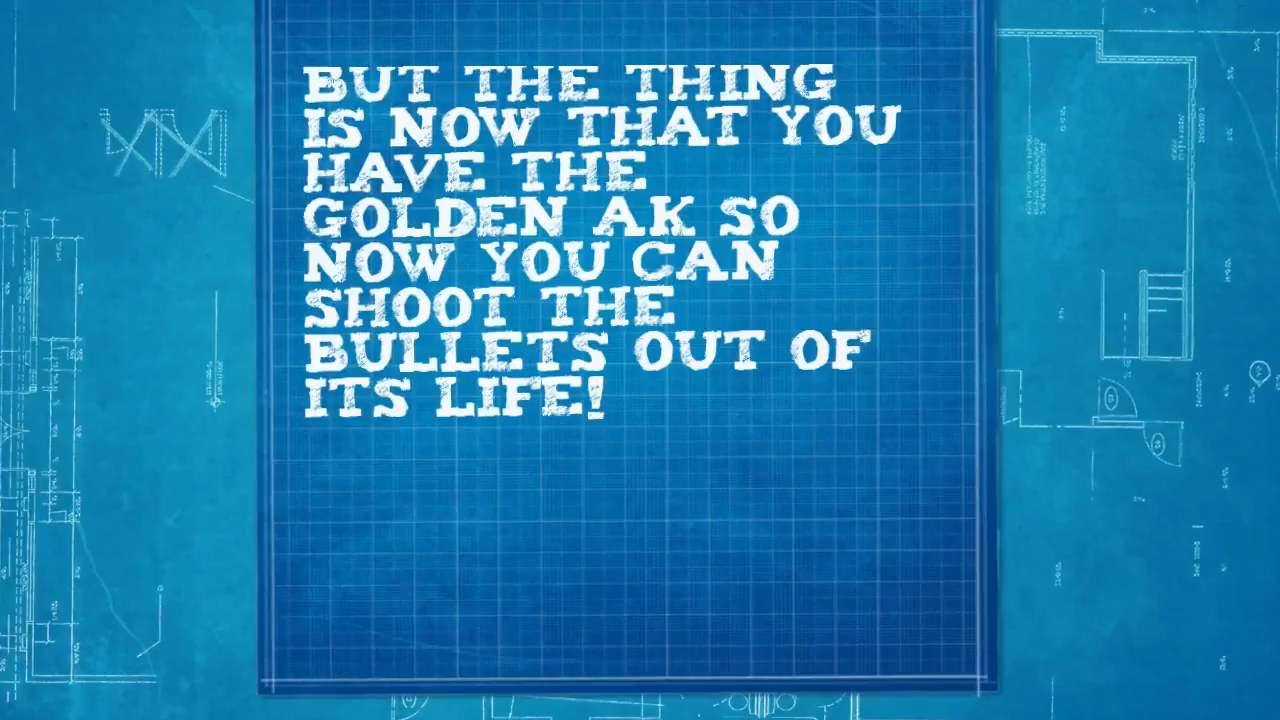 BUT THE THING
IS NOW THAT YOU
HAVE THE
GOLDEN AK SO
NOW YOU CAN
SHOOT THE
BULLETS OUT OF
ITS LIFE!